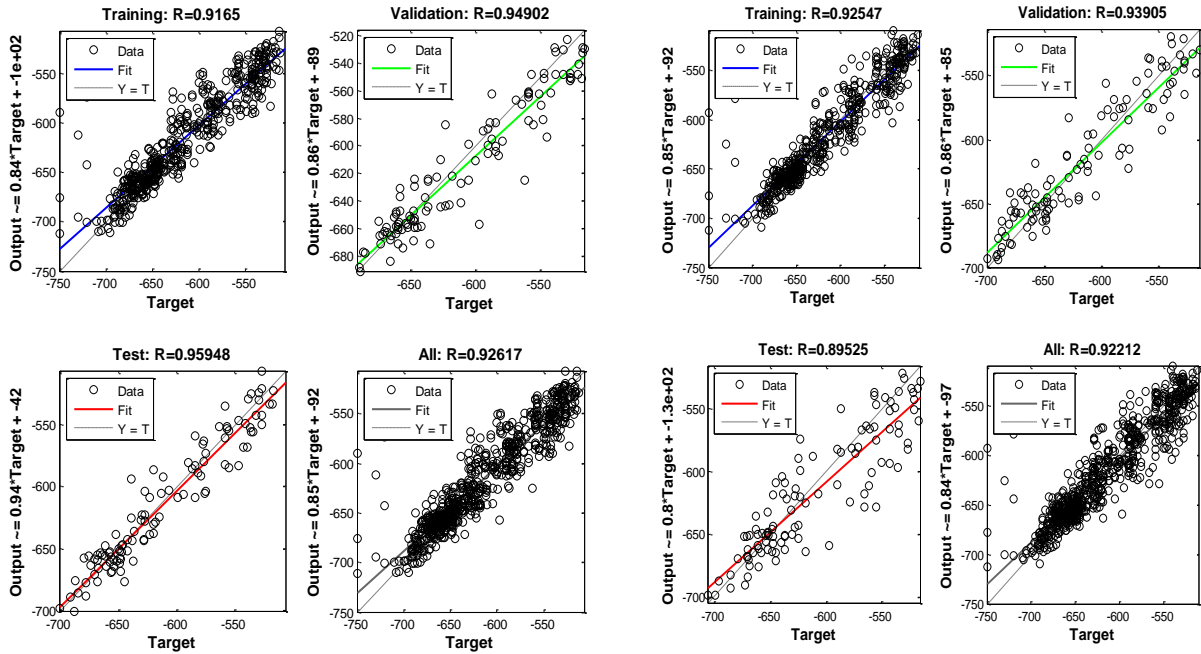 Training: R=0.9165
Output ~= 0.84*Target + -1e+02
Data
Fit
Y = T
-550
-600
-650
-700
-750
-750 -700 -650 -600 -550
Target
Validation: R=0.94902
Output ~= 0.86*Target + -89
Data
Fit
Y = T
-520
-540
-560
-580
-600
-620
-640
-660
-680
-650 -600 -550
Target
Training: R=0.92547
Output ~= 0.85*Target + -92
Data
Fit
Y = T
-550
-600
-650
-700
-750
-750 -700 -650 -600 -550
Target
Validation: R=0.93905
Output ~= 0.86*Target + -85
Data
Fit
Y = T
-550
-600
-650
-700
-700 -650 -600 -550
Target
Test: R=0.95948
Output ~= 0.94*Target + -42
Data
Fit
Y = T
-550
-600
-650
-700
-700 -650 -600 -550
Target
All: R=0.92617
Output ~= 0.85*Target + -92
Data
Fit
Y = T
-550
-600
-650
-700
-750
-750 -700 -650 -600 -550
Target
Test: R=0.89525
Output ~= 0.8*Target + -1.3e+02
Data
Fit
Y = T
-550
-600
-650
-700
-700 -650 -600 -550
Target
All: R=0.92212
Output ~= 0.84*Target + -97
Data
Fit
Y = T
-550
-600
-650
-700
-750
-750 -700 -650 -600 -550
Target